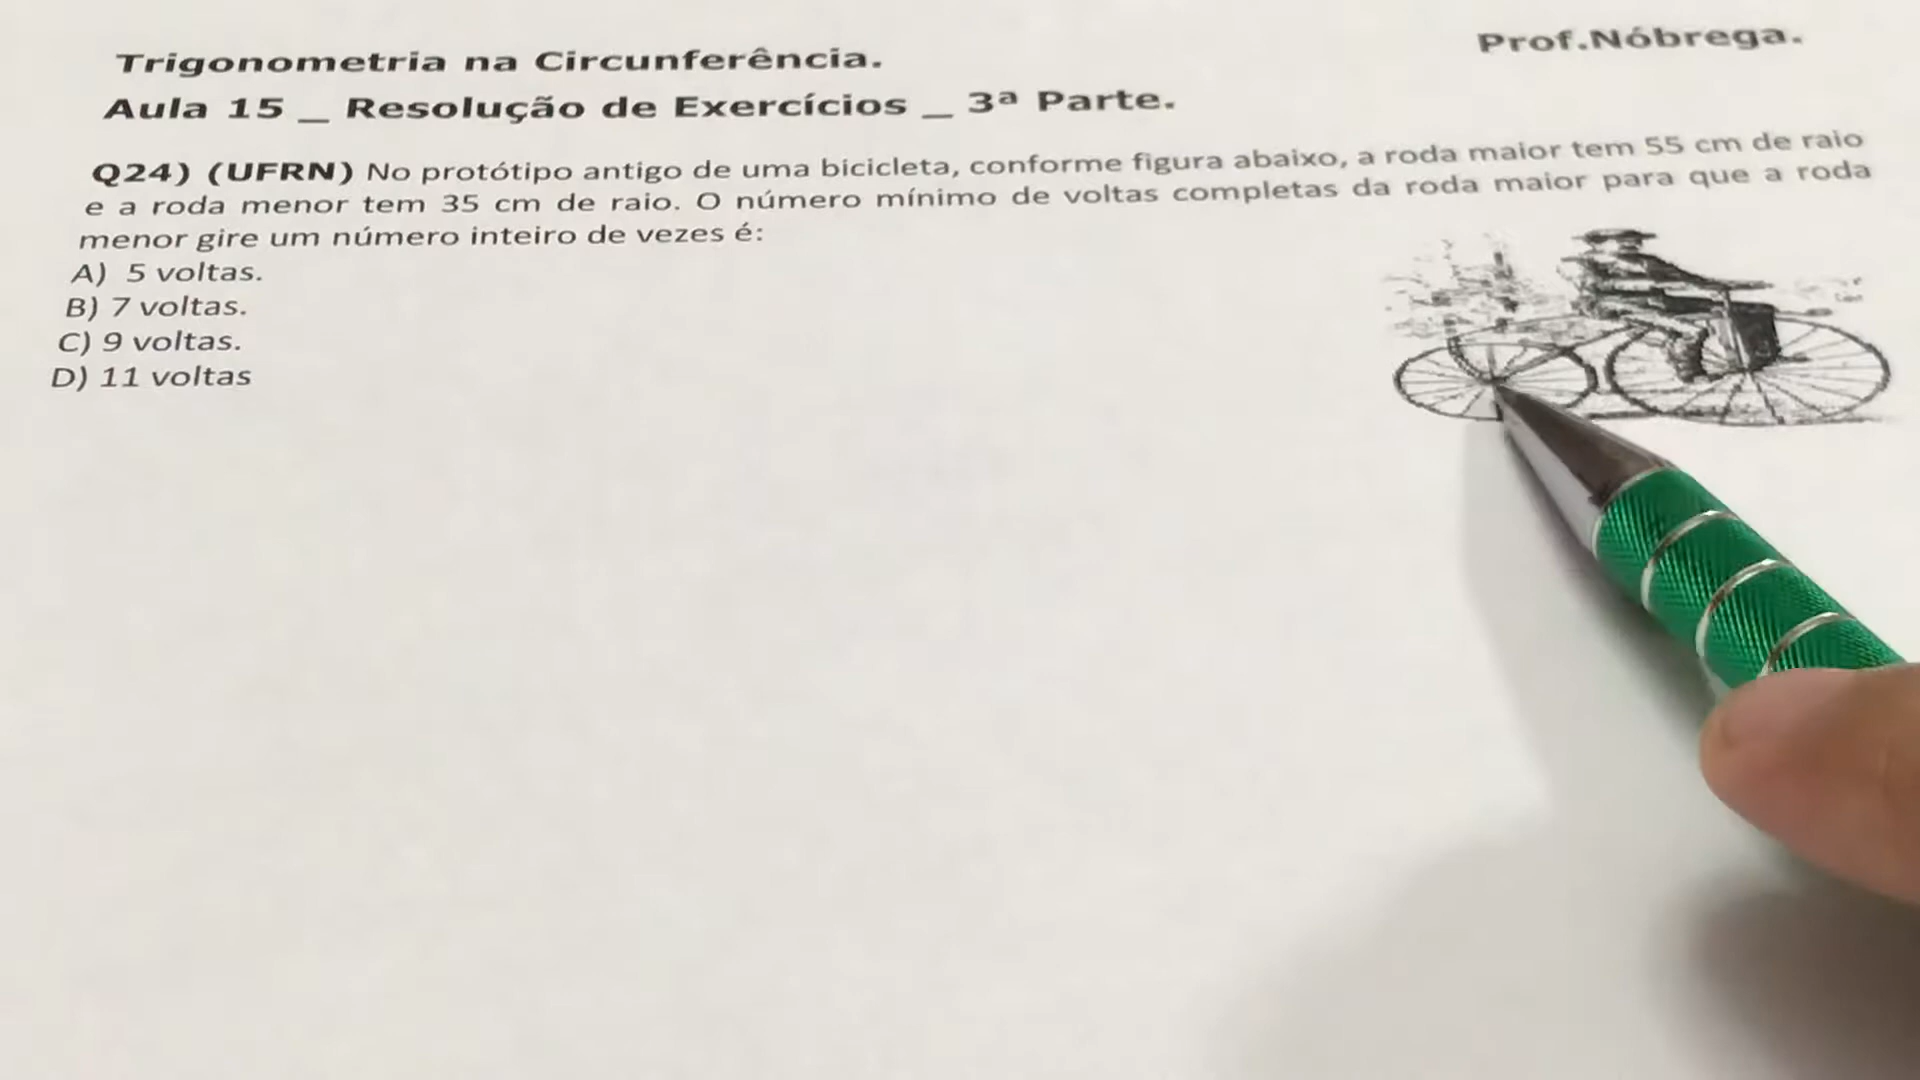 Prof.Nóbrega.
Trigonometria na Circunferência.
Aula 15 _ Resolução de Exercícios _ 3ª Parte.
Q24) (UFRN) No protótipo antigo de uma bicicleta, conforme figura abaixo, a roda maior tem 55 cm de raio
e a roda menor tem 35 cm de raio. O número mínimo de voltas completas da roda maior para que a roda
menor gire um número inteiro de vezes é:
A) 5 voltas.
B) 7 voltas.
C) 9 voltas.
D) 11 voltas